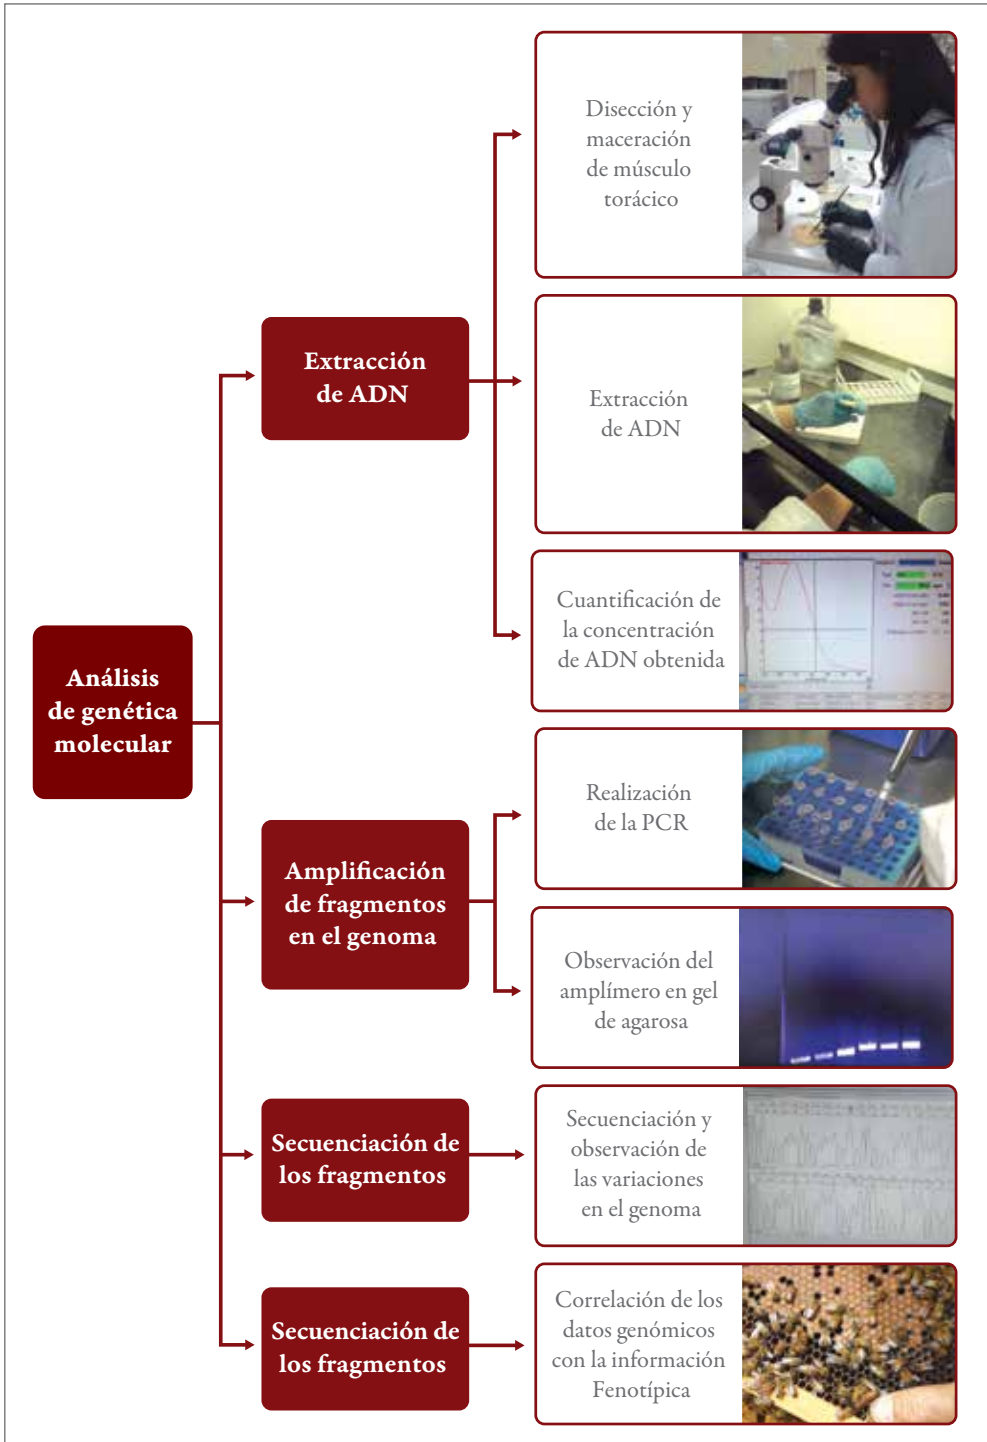 Análisis
de genética
molecular
Extracción
de ADN
Disección y
maceración
de músculo
torácico
Extracción
de ADN
Cuantificación de
la concentración
de ADN obtenida
Amplificación
de fragmentos
en el genoma
Realización
de la PCR
Observación del
amplímero en gel
de agarosa
Secuenciación de
los fragmentos
Secuenciación y
observación de
las variaciones
en el genoma
Secuenciación de
los fragmentos
Correlación de los
datos genómicos
con la información
Fenotípica